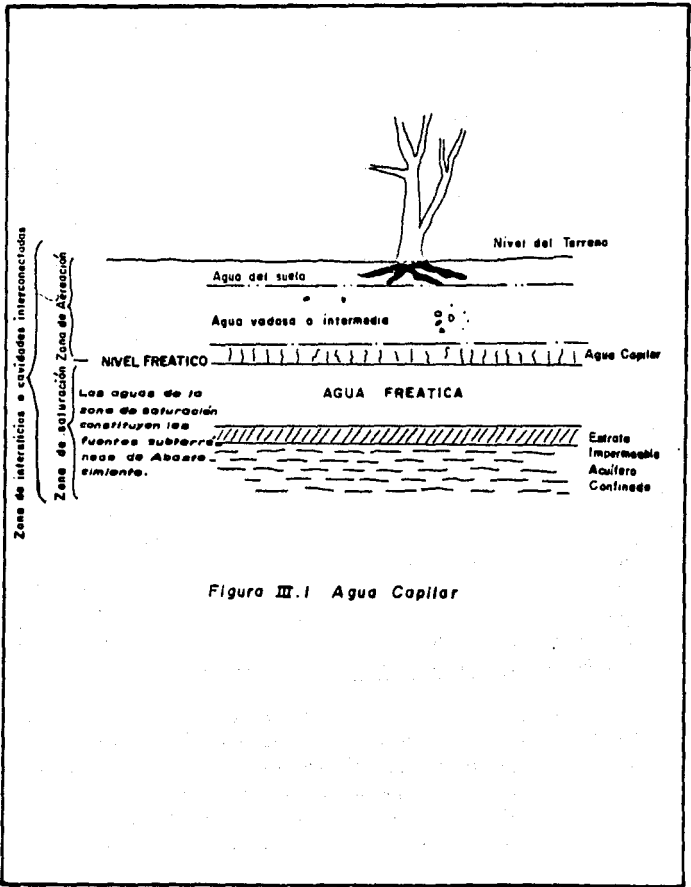 Nivel del Terreno
Agua del suelo
Agua vadosa o intermedia
Agua Capilar
NIVEL FREATICO
AGUA FREATICA
Las aguas de la
zona de saturación
constituyen las
fuentes subterrá-
neas de Abaste-
cimiento.
Estrato
Impermeable
Acuífero
Confinado
Zona de intersticios o cavidades interconectadas
Zona de Aereación
Zona de saturación
Figura III.1 Agua Capilar